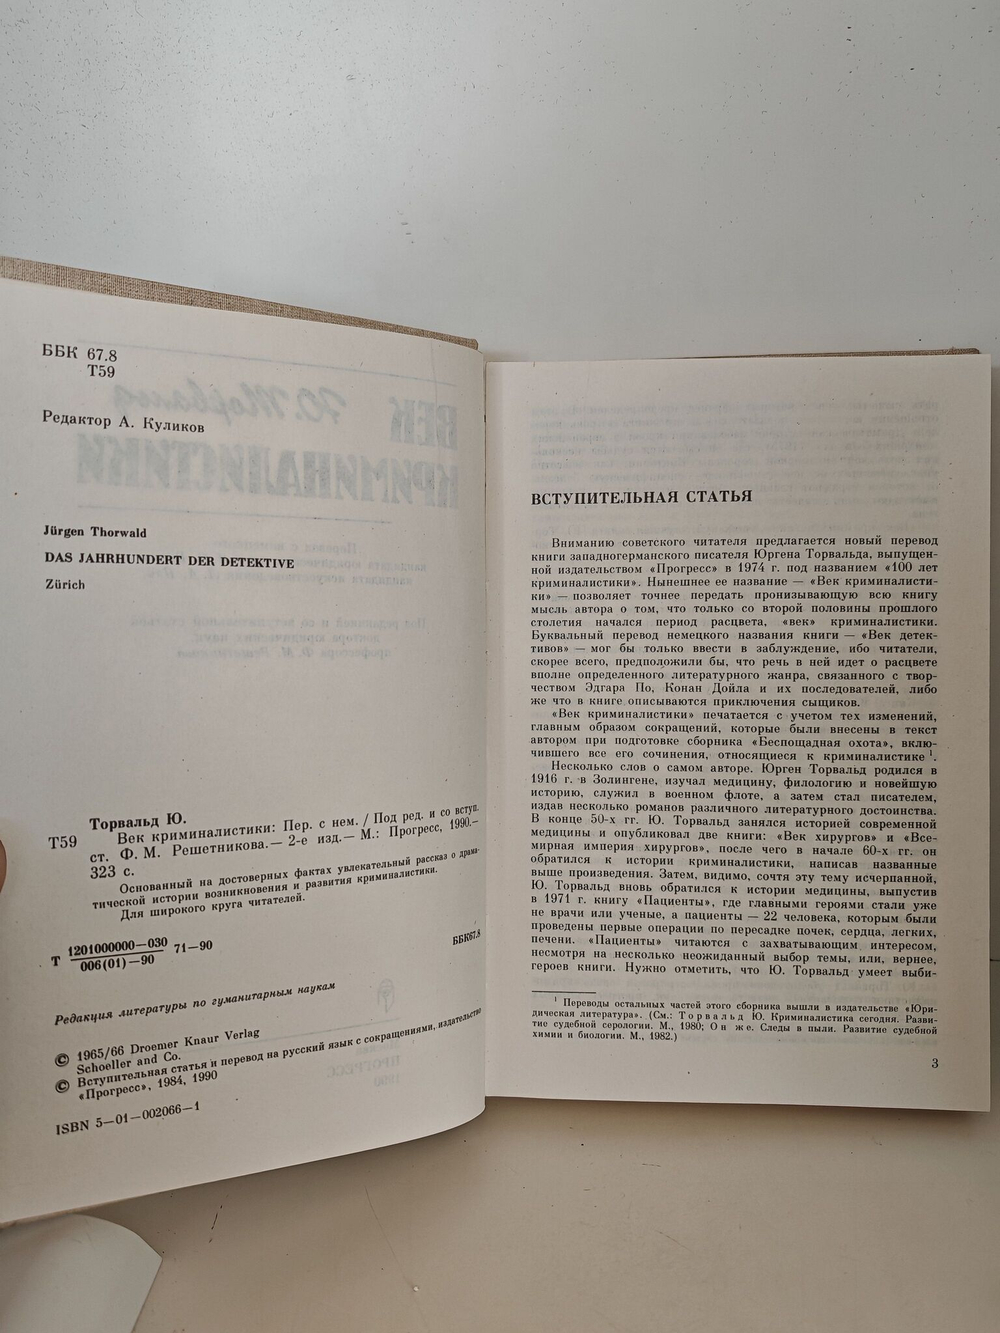 ББК 67.8
Т59
Редактор А. Куликов
Jürgen Thorwald
DAS JAHRHUNDERT DER DETEKTIVE
Zürich
Торвальд Ю.
Т59 Век криминалистики: Пер. с нем. / Под ред. и со вступ.
ст. Ф. М. Решетникова. — 2-е изд. — М.: Прогресс, 1990.—
323 с.
Основанный на достоверных фактах увлекательный рассказ о драма-
тической истории возникновения и развития криминалистики.
Для широкого круга читателей.
Т 1201000000—030 71—90
006(01)—90
ББК67.8
Редакция литературы по гуманитарным наукам
© 1965/66 Droemer Knaur Verlag
Schoeller and Co.
© Вступительная статья и перевод на русский язык с сокращениями, издательство
«Прогресс», 1984, 1990
ISBN 5—01—002066—1
ВСТУПИТЕЛЬНАЯ СТАТЬЯ
Вниманию советского читателя предлагается новый перевод
книги западногерманского писателя Юргена Торвальда, выпущен-
ной издательством «Прогресс» в 1974 г. под названием «100 лет
криминалистики». Нынешнее ее название — «Век криминалисти-
ки» — позволяет точнее передать пронизывающую всю книгу
мысль автора о том, что только со второй половины прошлого
столетия начался период расцвета, «век» криминалистики.
Буквальный перевод немецкого названия книги — «Век детек-
тивов» — мог бы только ввести в заблуждение, ибо читатели,
скорее всего, предположили бы, что речь в ней идет о расцвете
вполне определенного литературного жанра, связанного с твор-
чеством Эдгара По, Конан Дойла и их последователей, либо
же что в книге описываются приключения сыщиков.
«Век криминалистики» печатается с учетом тех изменений,
главным образом сокращений, которые были внесены в текст
автором при подготовке сборника «Беспощадная охота», вклю-
чившего все его сочинения, относящиеся к криминалистике ¹.
Несколько слов о самом авторе. Юрген Торвальд родился в
1916 г. в Золингене, изучал медицину, филологию и новейшую
историю, служил в военном флоте, а затем стал писателем,
издав несколько романов различного литературного достоинства.
В конце 50-х гг. Ю. Торвальд занялся историей современной
медицины и опубликовал две книги: «Век хирургов» и «Все-
мирная империя хирургов», после чего в начале 60-х гг. он
обратился к истории криминалистики, написав названные
выше произведения. Затем, видимо, сочтя эту тему исчерпанной,
Ю. Торвальд вновь обратился к истории медицины, выпустив
в 1971 г. книгу «Пациенты», где главными героями стали уже
не врачи или ученые, а пациенты — 22 человека, которым были
проведены первые операции по пересадке почек, сердца, легких,
печени. «Пациенты» читаются с захватывающим интересом,
несмотря на несколько неожиданный выбор темы, или, вернее,
героев книги. Нужно отметить, что Ю. Торвальд умеет выби-
¹ Переводы остальных частей этого сборника вышли в издательстве «Юри-
дическая литература». (См.: Торвальд Ю. Криминалистика сегодня. Разви-
тие судебной серологии. М., 1980; Он же. Следы в пыли. Развитие судебной
химии и биологии. М., 1982.)
3